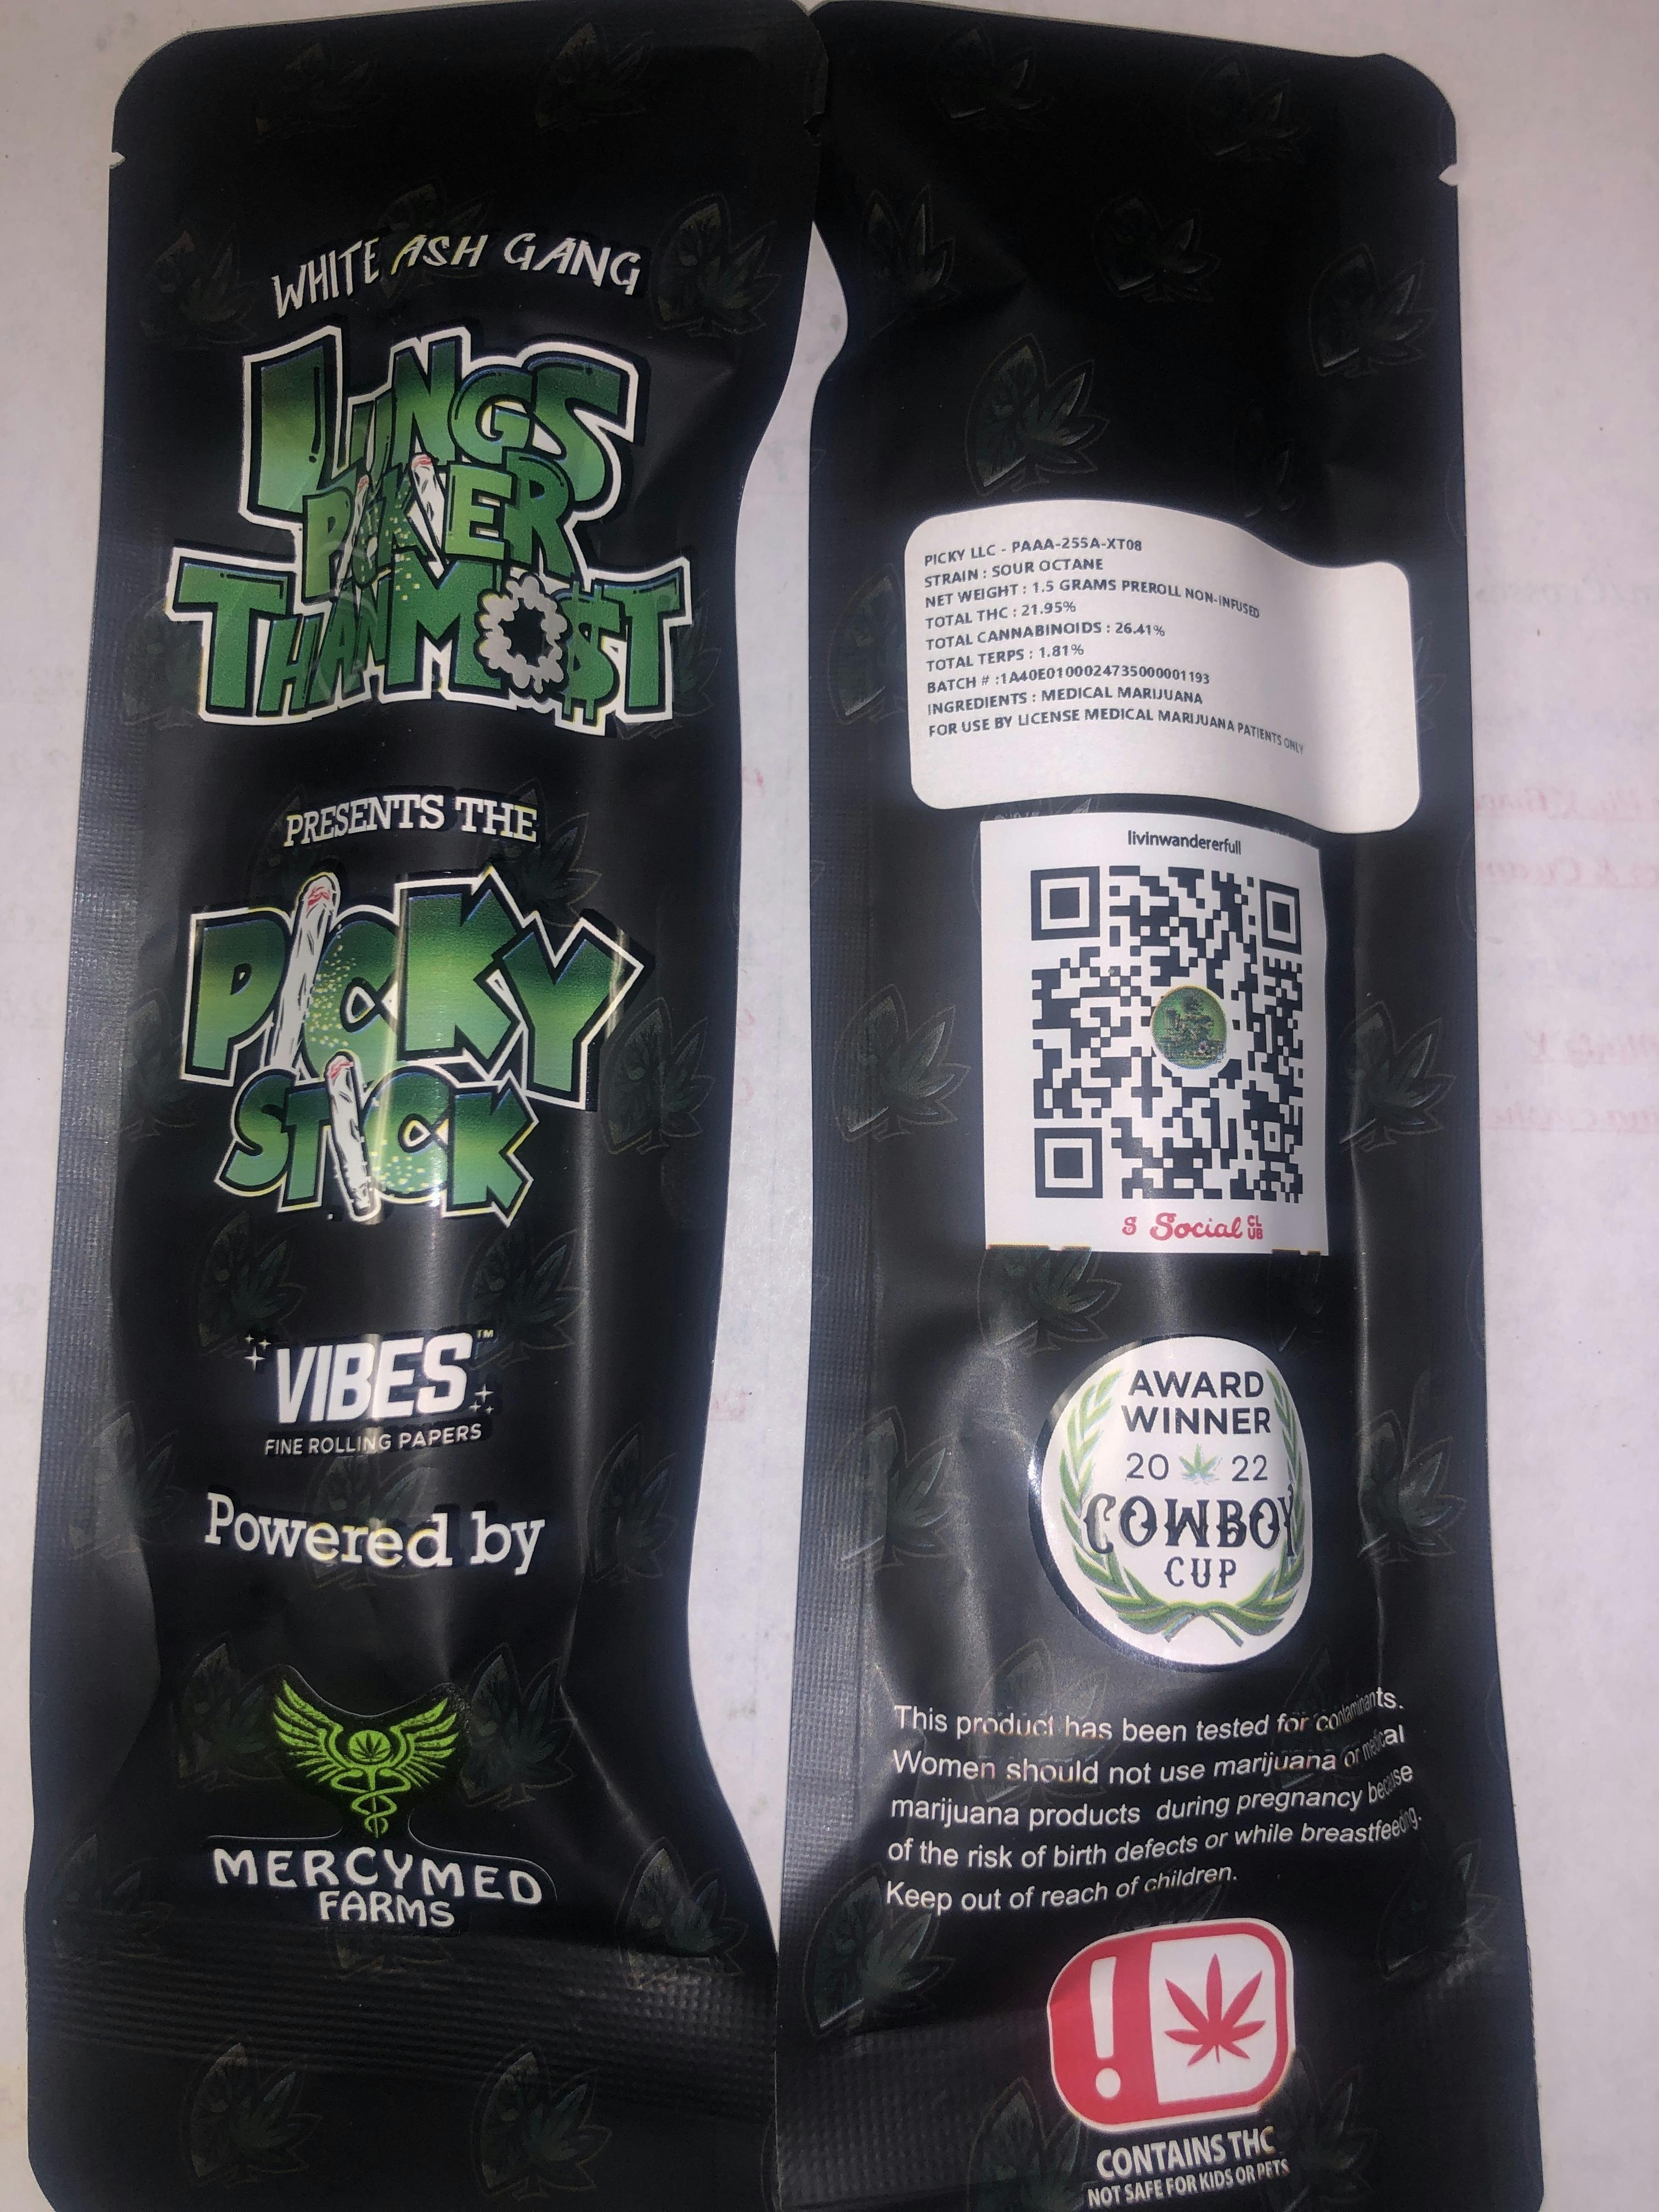 WHITE ASH GANG
LUNGS
PICKIER
THAN MO$T
PRESENTS THE
PICKY
STICK
VIBES™
FINE ROLLING PAPERS
Powered by
MERCYMED
FARMS
PICKY LLC - PAAA-255A-XT08
STRAIN : SOUR OCTANE
NET WEIGHT : 1.5 GRAMS PREROLL NON-INFUSED
TOTAL THC : 21.95%
TOTAL CANNABINOIDS : 26.41%
TOTAL TERPS : 1.81%
BATCH # :1A40E0100024735000001193
INGREDIENTS : MEDICAL MARIJUANA
FOR USE BY LICENSE MEDICAL MARIJUANA PATIENTS ONLY
livinwandererfull
S Social CLUB
AWARD
WINNER
20 22
COWBOY
CUP
This product has been tested for contaminants.
Women should not use marijuana or medical
marijuana products during pregnancy because
of the risk of birth defects or while breastfeeding.
Keep out of reach of children.
!
CONTAINS THC
NOT SAFE FOR KIDS OR PETS